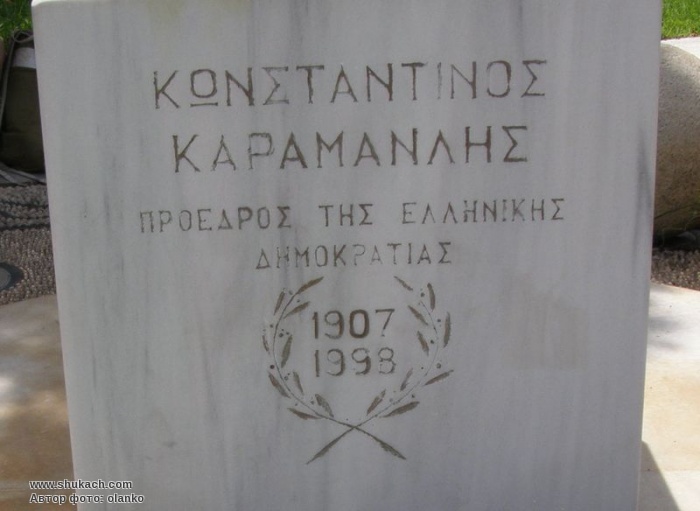 ΚΩΝΣΤΑΝΤΙΝΟΣ
ΚΑΡΑΜΑΝΛΗΣ
ΠΡΟΕΔΡΟΣ ΤΗΣ ΕΛΛΗΝΙΚΗΣ
ΔΗΜΟΚΡΑΤΙΑΣ
1907
1998
www.shukach.com
Автор фото: olanko